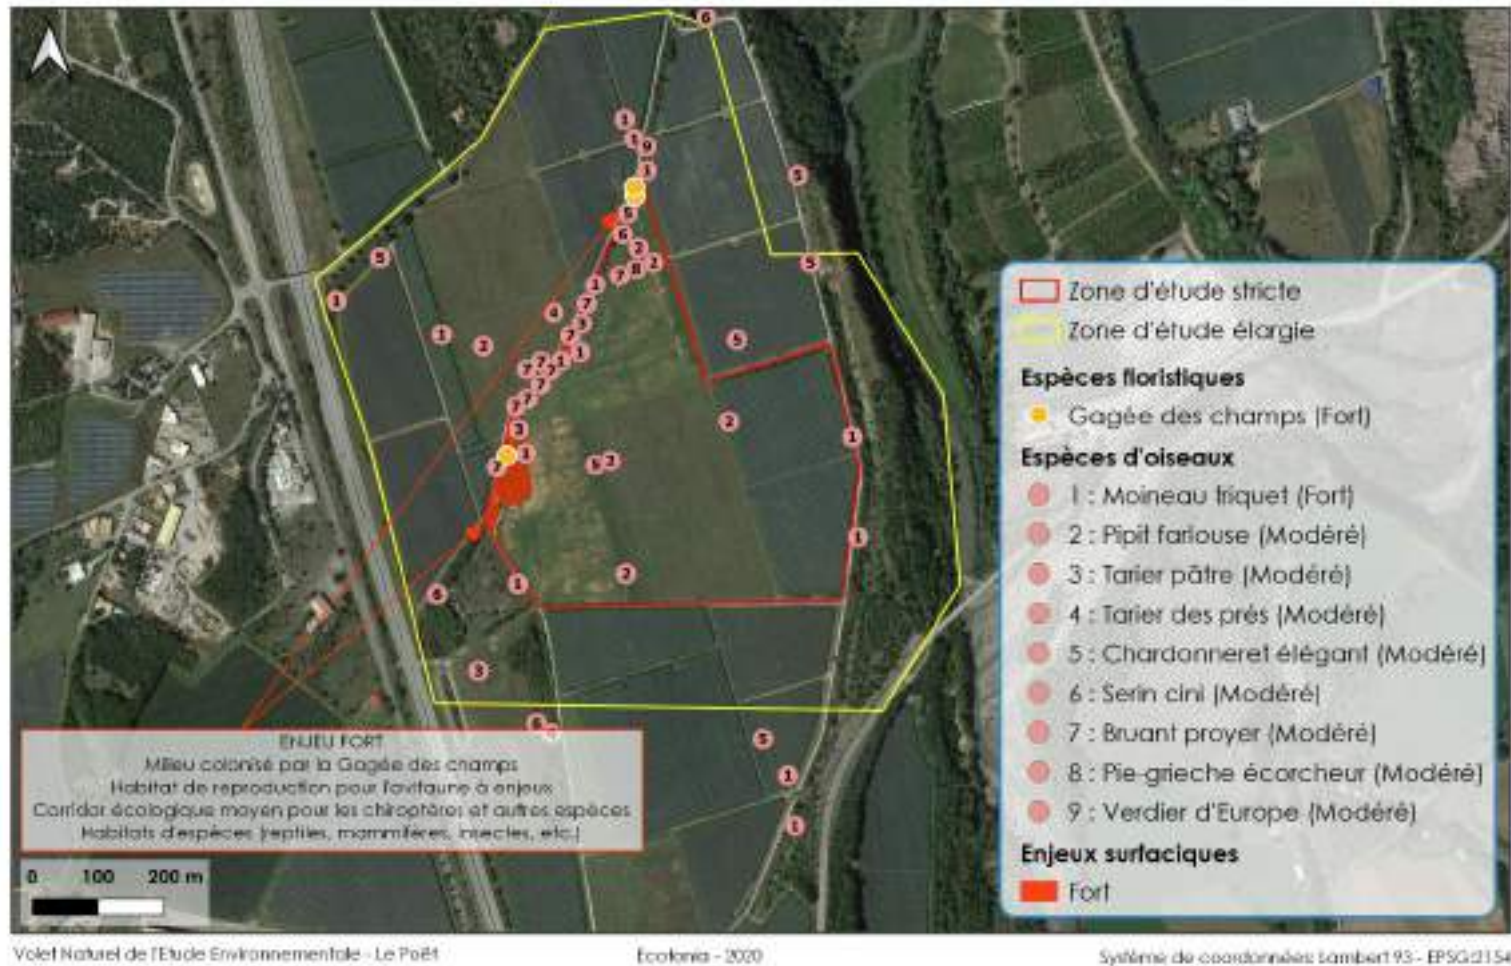 Zone d'étude stricte
Zone d'étude élargie
Espèces floristiques
Gagée des champs (Fort)
Espèces d'oiseaux
1 : Moineau friquet (Fort)
2 : Pipit farlouse (Modéré)
3 : Tarier pâtre (Modéré)
4 : Tarier des prés (Modéré)
5 : Chardonneret élégant (Modéré)
6 : Serin cini (Modéré)
7 : Bruant proyer (Modéré)
8 : Pie-grieche écorcheur (Modéré)
9 : Verdier d'Europe (Modéré)
Enjeux surfaciques
Fort
ENJEU FORT
Milieu colonisé par la Gagée des champs
Habitat de reproduction pour l'avifaune à enjeux
Corridor écologique moyen pour les chiroptères et autres espèces
Habitats d'espèces (reptiles, mammifères, insectes, etc.)
0 100 200 m
Volet Naturel de l'Etude Environnementale - Le Poët
Ecotonia - 2020
Système de coordonnées: Lambert 93 - EPSG:2154